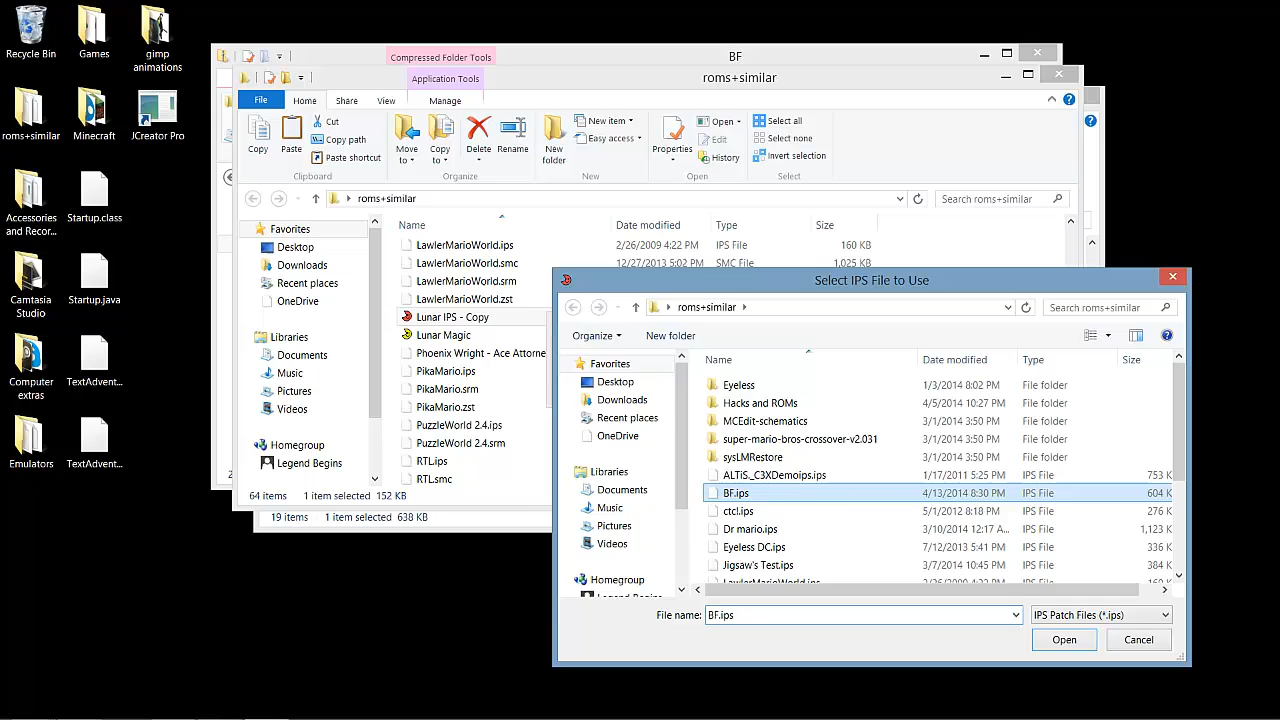 Recycle Bin
Games
gimp
animations
roms+similar
Minecraft
JCreator Pro
Accessories
and Recor...
Startup.class
Camtasia
Studio
Startup.java
Computer
extras
TextAdvent...
Emulators
TextAdvent...
Compressed Folder Tools
BF
Application Tools
roms+similar
File
Home
Share
View
Manage
Copy
Paste
Cut
Copy path
Paste shortcut
Clipboard
Move
to
Copy
to
Delete
Rename
Organize
New
folder
New item
Easy access
New
Properties
Open
Edit
History
Open
Select all
Select none
Invert selection
Select
roms+similar
Search roms+similar
Favorites
Desktop
Downloads
Recent places
OneDrive
Libraries
Documents
Music
Pictures
Videos
Homegroup
Legend Begins
Name Date modified Type Size
LawlerMarioWorld.ips 2/26/2009 4:22 PM IPS File 160 KB
LawlerMarioWorld.smc 12/27/2013 5:02 PM SMC File 1,025 KB
LawlerMarioWorld.srm
LawlerMarioWorld.zst
Lunar IPS - Copy
Lunar Magic
Phoenix Wright - Ace Attorne
PikaMario.ips
PikaMario.srm
PikaMario.zst
PuzzleWorld 2.4.ips
PuzzleWorld 2.4.srm
RTL.ips
RTL.smc
64 items 1 item selected 152 KB
19 items 1 item selected 638 KB
Select IPS File to Use
roms+similar
Search roms+similar
Organize
New folder
Favorites
Desktop
Downloads
Recent places
OneDrive
Libraries
Documents
Music
Pictures
Videos
Homegroup
Legend Begins
Name Date modified Type Size
Eyeless 1/3/2014 8:02 PM File folder
Hacks and ROMs 4/5/2014 10:27 PM File folder
MCEdit-schematics 3/1/2014 3:50 PM File folder
super-mario-bros-crossover-v2.031 3/1/2014 3:50 PM File folder
sysLMRestore 3/1/2014 3:50 PM File folder
ALTiS_C3XDemoips.ips 1/17/2011 5:25 PM IPS File 753 K
BF.ips 4/13/2014 8:30 PM IPS File 604 K
ctcl.ips 5/1/2012 8:18 PM IPS File 276 K
Dr mario.ips 3/10/2014 12:17 A... IPS File 1,123 K
Eyeless DC.ips 7/12/2013 5:41 PM IPS File 336 K
Jigsaw's Test.ips 3/7/2014 10:45 PM IPS File 384 K
LawlerMarioWorld.ips 2/26/2009 4:22 PM IPS File 160 K
File name: BF.ips
IPS Patch Files (*.ips)
Open
Cancel